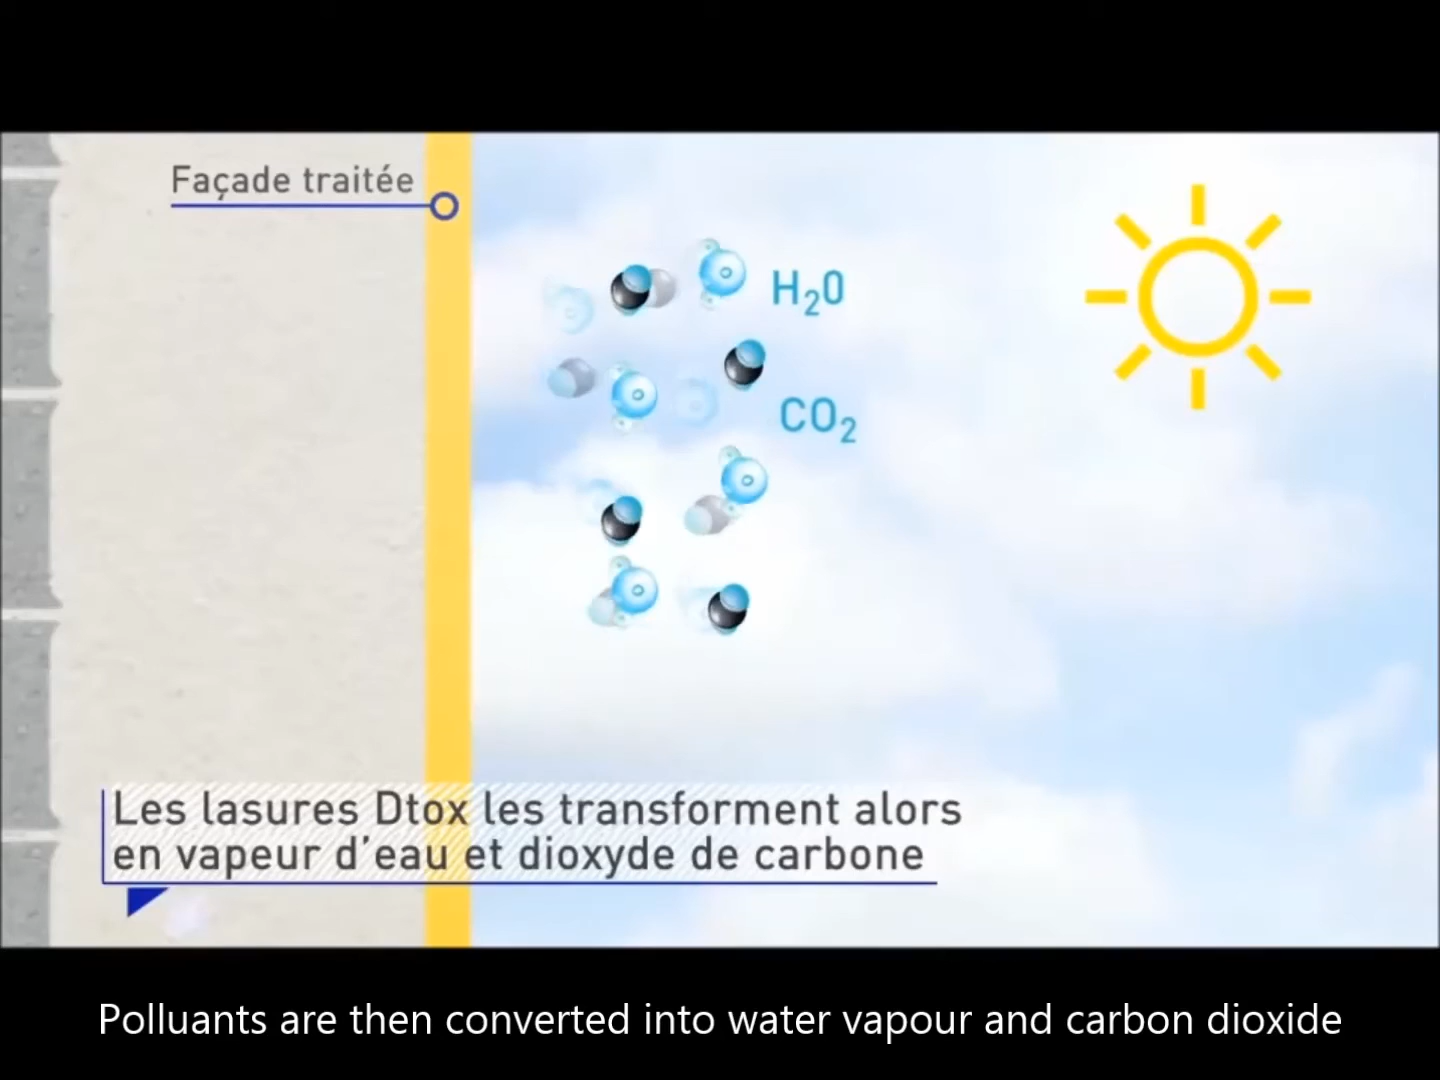 Façade traitée
H₂O
CO₂
Les lasures Dtox les transforment alors
en vapeur d'eau et dioxyde de carbone
Polluants are then converted into water vapour and carbon dioxide